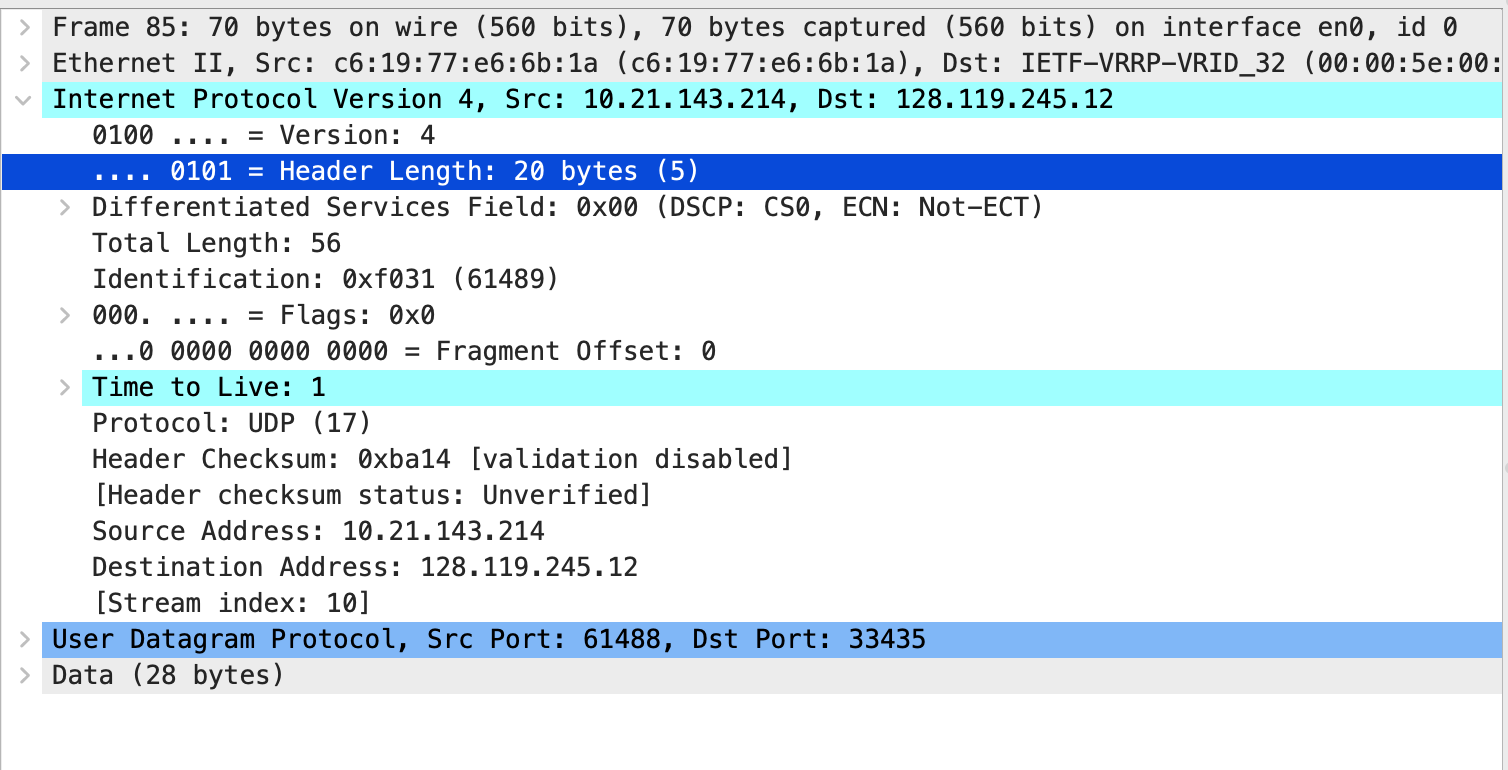 Frame 85: 70 bytes on wire (560 bits), 70 bytes captured (560 bits) on interface en0, id 0
Ethernet II, Src: c6:19:77:e6:6b:1a (c6:19:77:e6:6b:1a), Dst: IETF-VRRP-VRID_32 (00:00:5e:00:
Internet Protocol Version 4, Src: 10.21.143.214, Dst: 128.119.245.12
0100 .... = Version: 4
.... 0101 = Header Length: 20 bytes (5)
Differentiated Services Field: 0x00 (DSCP: CS0, ECN: Not-ECT)
Total Length: 56
Identification: 0xf031 (61489)
000. .... = Flags: 0x0
...0 0000 0000 0000 = Fragment Offset: 0
Time to Live: 1
Protocol: UDP (17)
Header Checksum: 0xba14 [validation disabled]
[Header checksum status: Unverified]
Source Address: 10.21.143.214
Destination Address: 128.119.245.12
[Stream index: 10]
User Datagram Protocol, Src Port: 61488, Dst Port: 33435
Data (28 bytes)